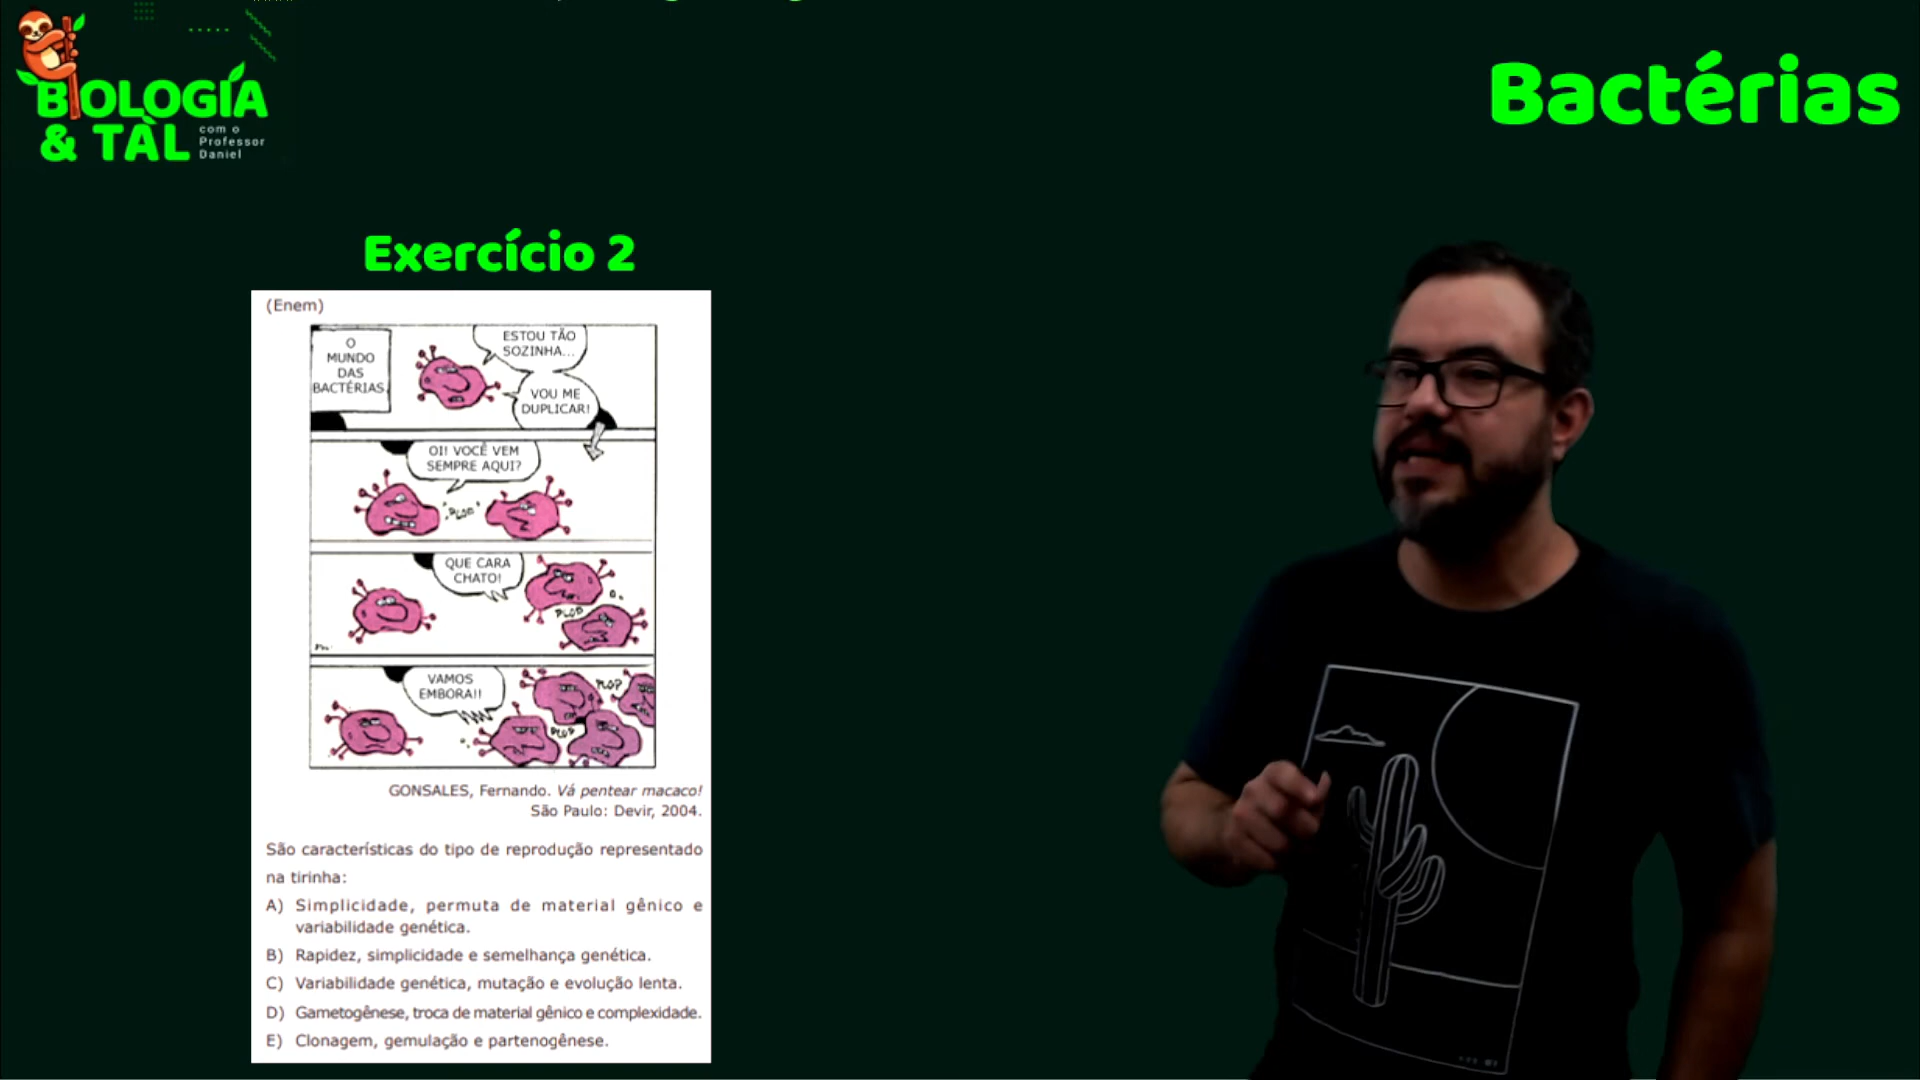 BIOLOGIA
& TAL
com o
Professor
Daniel
Bactérias
Exercício 2
(Enem)
O
MUNDO
DAS
BACTÉRIAS
ESTOU TÃO
SOZINHA...
VOU ME
DUPLICAR!
OI! VOCÊ VEM
SEMPRE AQUI?
PLOP
QUE CARA
CHATO!
PLOP
VAMOS
EMBORA!!
PLOP
PLOP
GONSALES, Fernando. Vá pentear macaco!
São Paulo: Devir, 2004.
São características do tipo de reprodução representado
na tirinha:
A) Simplicidade, permuta de material gênico e
variabilidade genética.
B) Rapidez, simplicidade e semelhança genética.
C) Variabilidade genética, mutação e evolução lenta.
D) Gametogênese, troca de material gênico e complexidade.
E) Clonagem, gemulação e partenogênese.